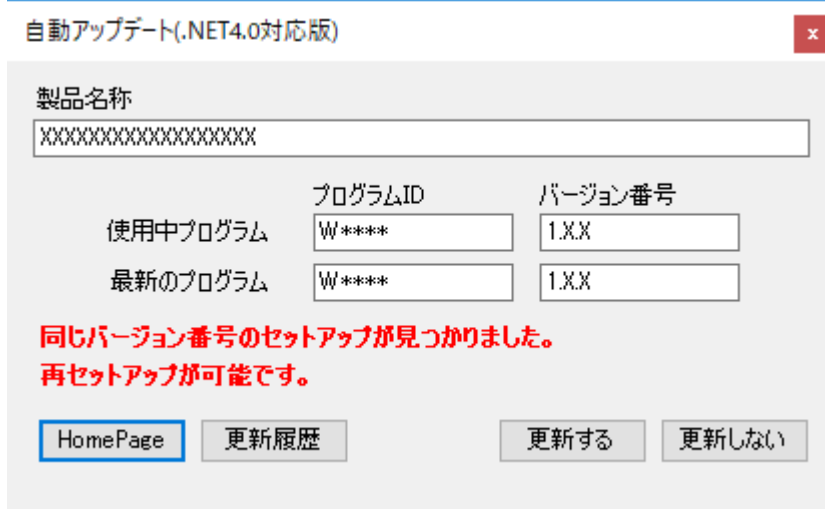 自動アップデート(.NET4.0対応版)
x
製品名称
XXXXXXXXXXXXXXXXXX
プログラムID バージョン番号
使用中プログラム W**** 1.X.X
最新のプログラム W**** 1.X.X
同じバージョン番号のセットアップが見つかりました。
再セットアップが可能です。
HomePage 更新履歴 更新する 更新しない